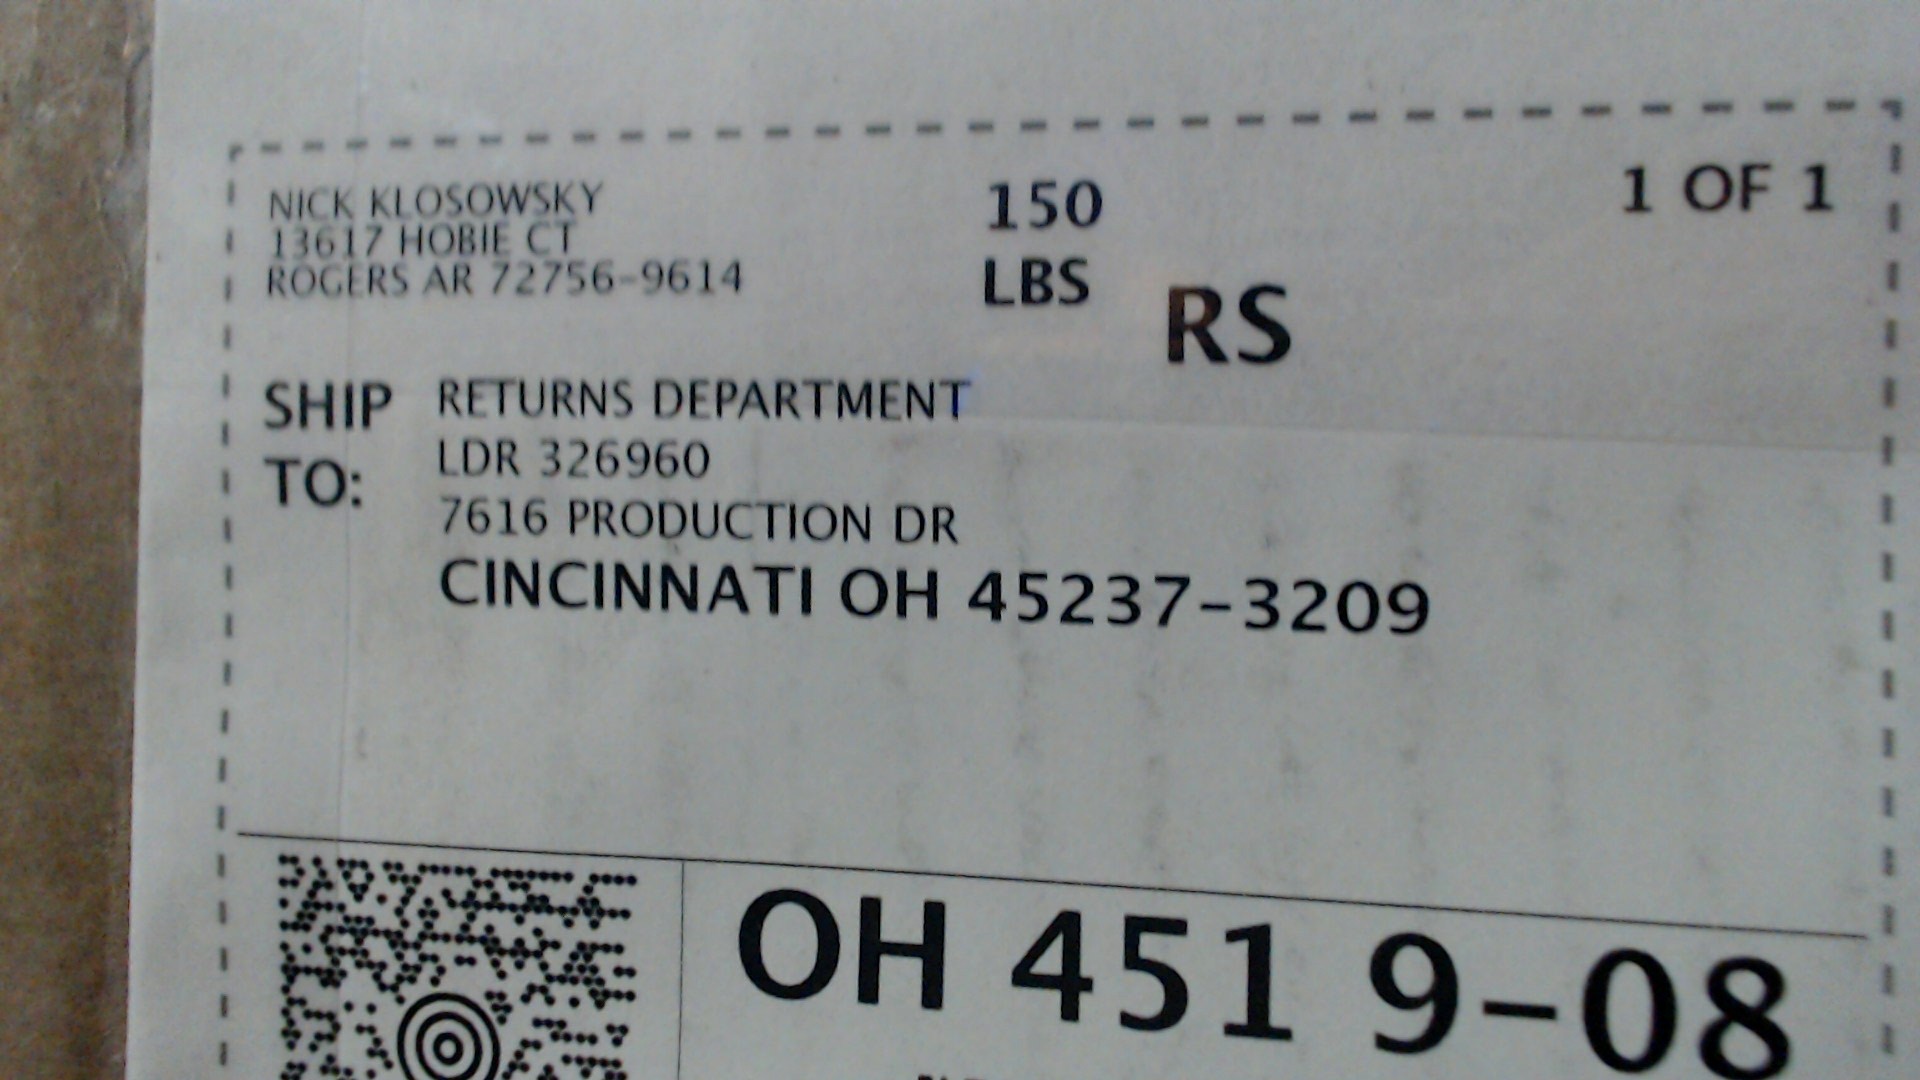 NICK KLOSOWSKY
13617 HOBIE CT
ROGERS AR 72756-9614
150
LBS
RS
1 OF 1
SHIP
TO:
RETURNS DEPARTMENT
LDR 326960
7616 PRODUCTION DR
CINCINNATI OH 45237-3209
OH 451 9-08